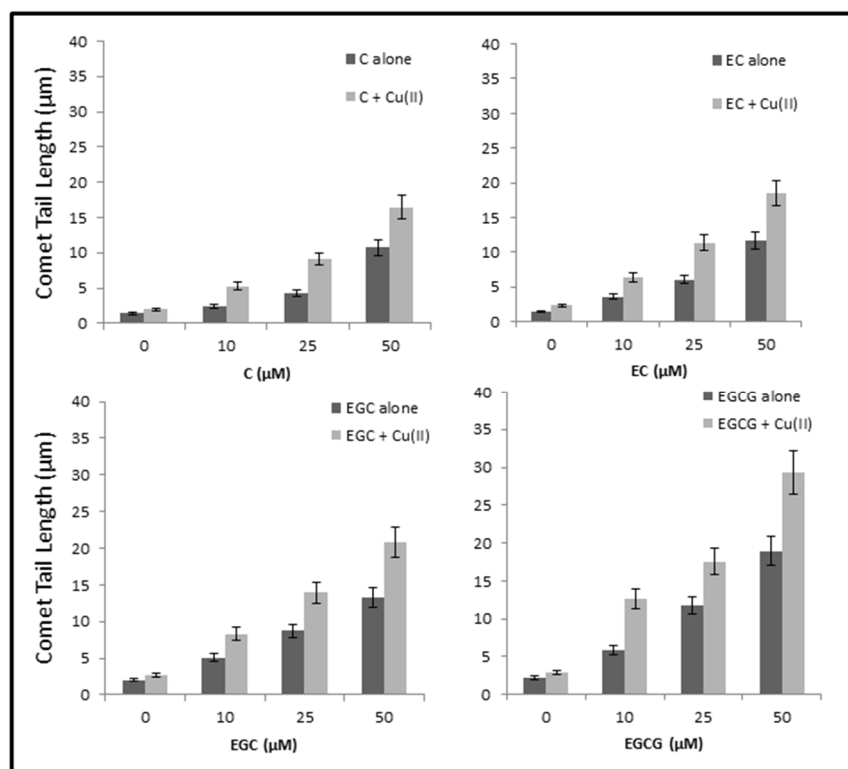 Comet Tail Length (µm)
40
35
30
25
20
15
10
5
0
C alone
C + Cu(II)
0 10 25 50
C (µM)
40
35
30
25
20
15
10
5
0
EC alone
EC + Cu(II)
0 10 25 50
EC (µM)
Comet Tail Length (µm)
40
35
30
25
20
15
10
5
0
EGC alone
EGC + Cu(II)
0 10 25 50
EGC (µM)
40
35
30
25
20
15
10
5
0
EGCG alone
EGCG + Cu(II)
0 10 25 50
EGCG (µM)